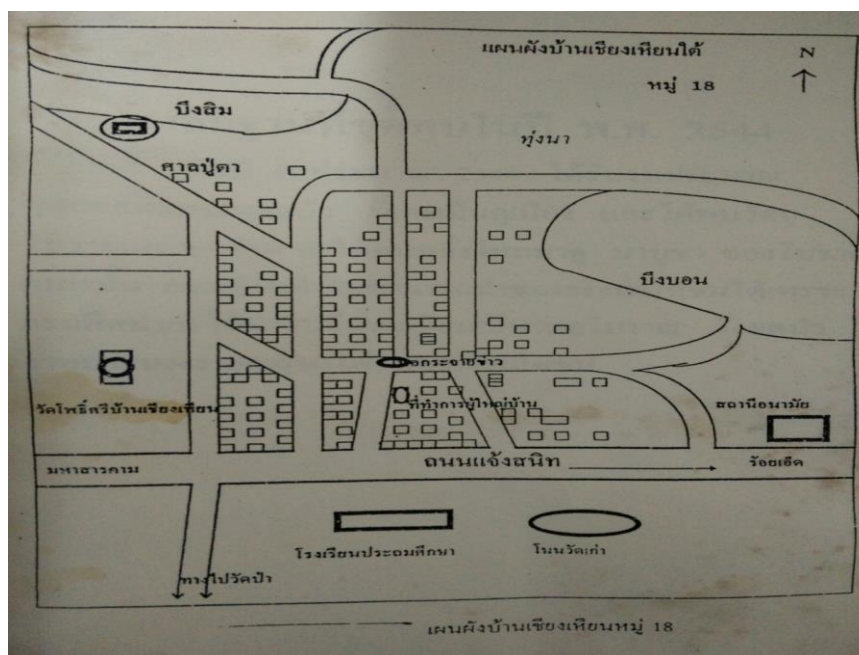 แผนผังบ้านเชียงเหียนใต้
หมู่ 18
N
บึงสิม
ทุ่งนา
ศาลปู่ตา
บึงบอน
หอกระจายข่าว
วัดโพธิ์ศรีบ้านเชียงเหียน
ที่ทำการผู้ใหญ่บ้าน
สถานีอนามัย
มหาสารคาม
ถนนแจ้งสนิท
ร้อยเอ็ด
โรงเรียนประถมศึกษา
โนนวัดเก่า
ทางไปวัดป่า
แผนผังบ้านเชียงเหียนหมู่ 18